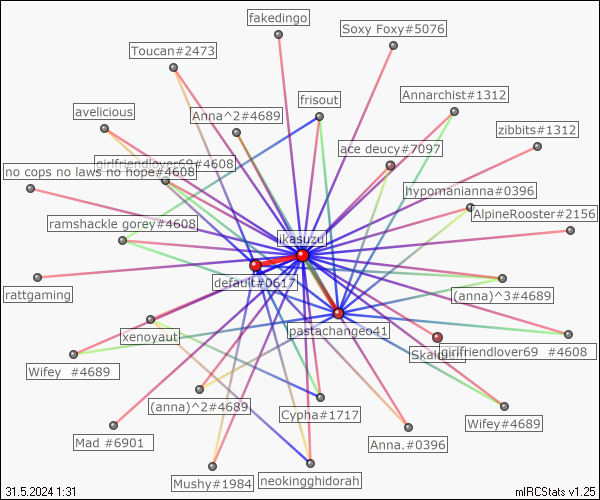 fakedingo
Soxy Foxy#5076
Toucan#2473
frisout
Annarchist#1312
avelicious
Anna^2#4689
zibbits#1312
ace deucy#7097
girlfriendlover69#4608
no cops no laws no hope#4608
hypomanianna#0396
AlpineRooster#2156
ramshackle gorey#4608
ikasuzu
default#0617
rattgaming
(anna)^3#4689
pastachangeo41
xenoyaut
girlfriendlover69 #4608
Wifey #4689
(anna)^2#4689
Cypha#1717
Wifey#4689
Mad #6901
Anna.#0396
Mushy#1984
neokingghidorah
31.5.2024 1:31
mIRCStats v1.25